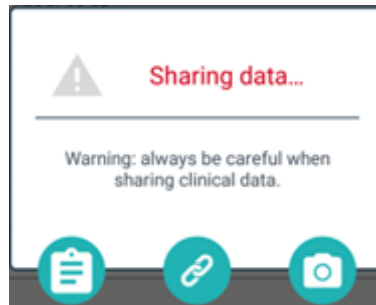 Sharing data...
Warning: always be careful when
sharing clinical data.